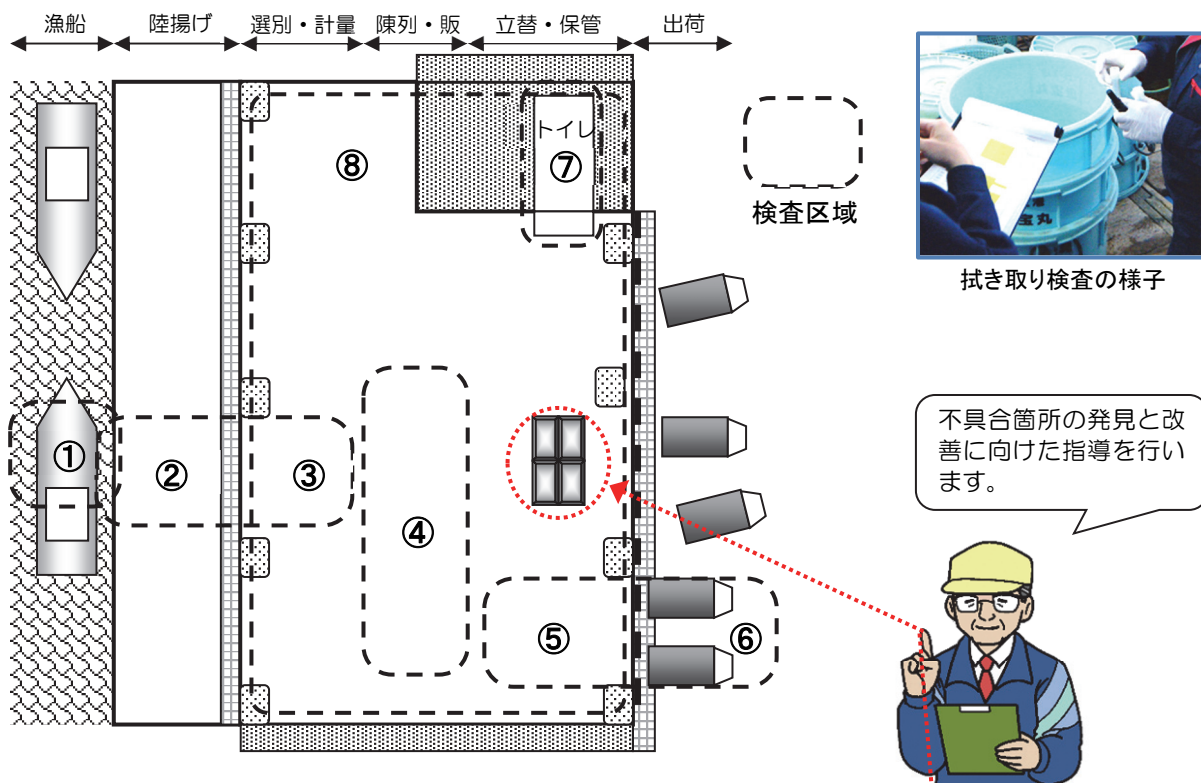 漁船
陸揚げ
選別・計量
陳列・販
立替・保管
出荷
トイレ
⑧
⑦
検査区域
宝丸
拭き取り検査の様子
①
②
③
④
⑤
⑥
不具合箇所の発見と改
善に向けた指導を行い
ます。